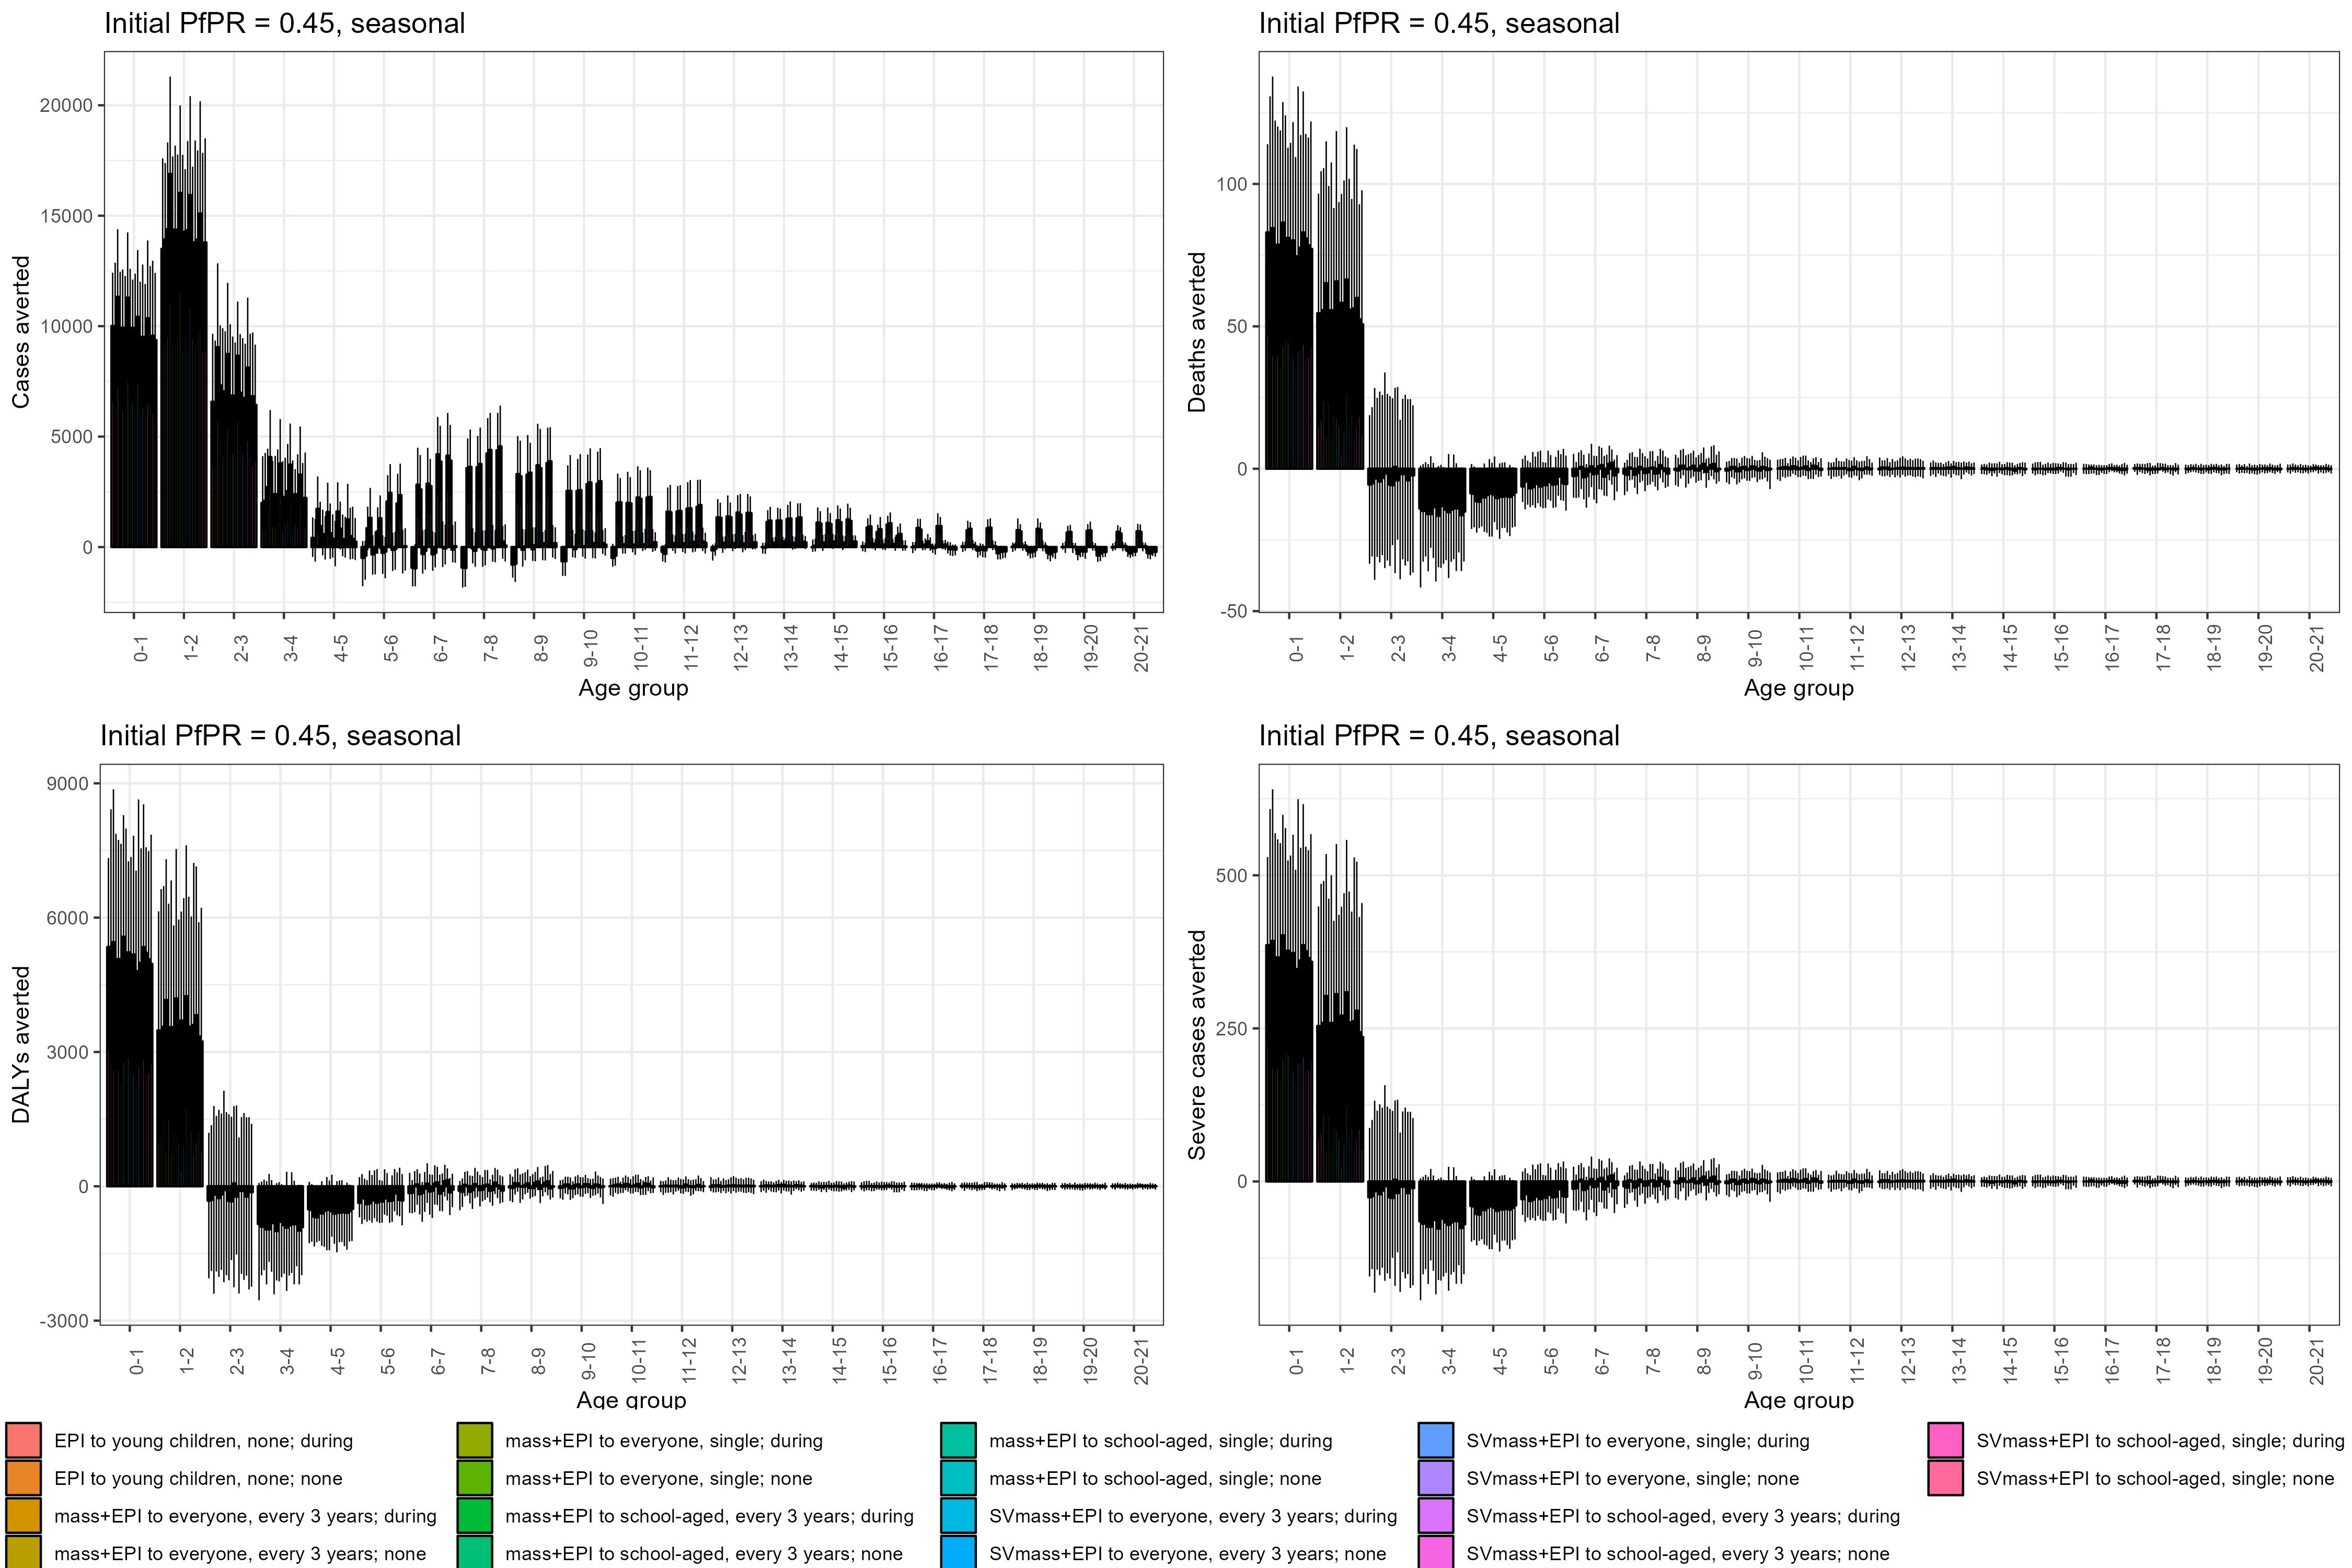 Initial PfPR = 0.45, seasonal
Cases averted
20000
15000
10000
5000
0
0-1 1-2 2-3 3-4 4-5 5-6 6-7 7-8 8-9 9-10 10-11 11-12 12-13 13-14 14-15 15-16 16-17 17-18 18-19 19-20 20-21
Age group
Initial PfPR = 0.45, seasonal
Deaths averted
100
50
0
-50
0-1 1-2 2-3 3-4 4-5 5-6 6-7 7-8 8-9 9-10 10-11 11-12 12-13 13-14 14-15 15-16 16-17 17-18 18-19 19-20 20-21
Age group
Initial PfPR = 0.45, seasonal
DALYs averted
9000
6000
3000
0
-3000
0-1 1-2 2-3 3-4 4-5 5-6 6-7 7-8 8-9 9-10 10-11 11-12 12-13 13-14 14-15 15-16 16-17 17-18 18-19 19-20 20-21
Age group
Initial PfPR = 0.45, seasonal
Severe cases averted
500
250
0
0-1 1-2 2-3 3-4 4-5 5-6 6-7 7-8 8-9 9-10 10-11 11-12 12-13 13-14 14-15 15-16 16-17 17-18 18-19 19-20 20-21
Age group
EPI to young children, none; during
EPI to young children, none; none
mass+EPI to everyone, every 3 years; during
mass+EPI to everyone, every 3 years; none
mass+EPI to everyone, single; during
mass+EPI to everyone, single; none
mass+EPI to school-aged, every 3 years; during
mass+EPI to school-aged, every 3 years; none
mass+EPI to school-aged, single; during
mass+EPI to school-aged, single; none
SVmass+EPI to everyone, every 3 years; during
SVmass+EPI to everyone, every 3 years; none
SVmass+EPI to everyone, single; during
SVmass+EPI to everyone, single; none
SVmass+EPI to school-aged, every 3 years; during
SVmass+EPI to school-aged, every 3 years; none
SVmass+EPI to school-aged, single; during
SVmass+EPI to school-aged, single; none